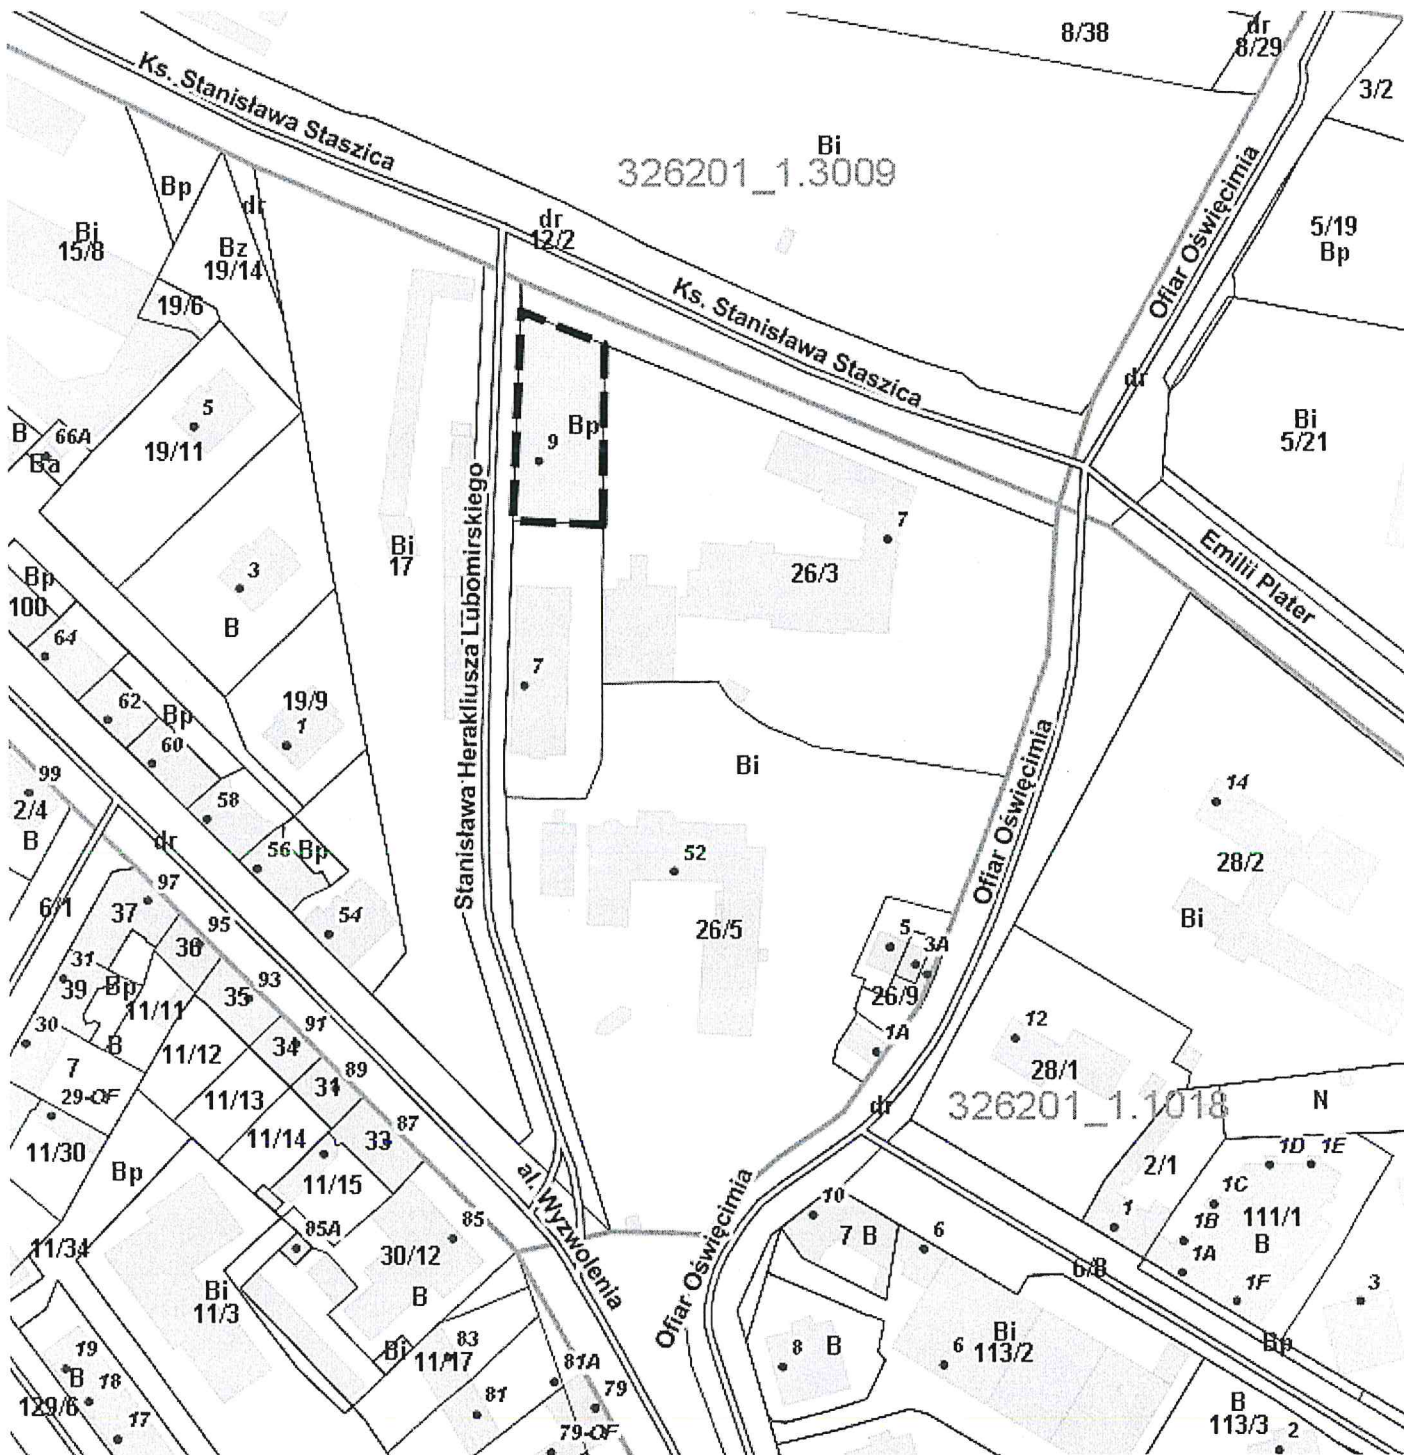 8/38
dr
8/29
3/2
Ks. Stanisława Staszica
Bi
326201_1.3009
Bp
dr
Bi
15/8
Bz
19/14
dr
12/2
Ofiar Oświęcimia
5/19
Bp
19/6
Ks. Stanisława Staszica
dr
5
19/11
B
66A
Ba
Bp
9
Bi
5/21
Stanisława Herakliusza Lubomirskiego
7
Bi
17
26/3
Emilii Plater
Bp
100
3
B
64
7
62
Bp
19/9
1
60
Bi
Ofiar Oświęcimia
99
2/4
B
58
14
dr
56
Bp
52
28/2
97
6/1
37
95
54
26/5
Bi
36
5
3A
31
39
Bp
11/11
93
35
26/9
30
B
91
34
1A
12
7
11/12
28/1
29-OF
89
31
11/13
326201_1.1018
dr
N
87
33
11/14
11/30
Bp
11/15
2/1
1D
1E
al. Wyzwolenia
1C
10
1B
111/1
85
85A
7 B
6
1
B
11/34
30/12
1A
6/B
Bi
11/3
B
Ofiar Oświęcimia
1F
3
Bi
11/17
83
8
B
6
Bi
113/2
Bp
19
B
18
129/6
17
81A
81
79
79-OF
B
113/3
2